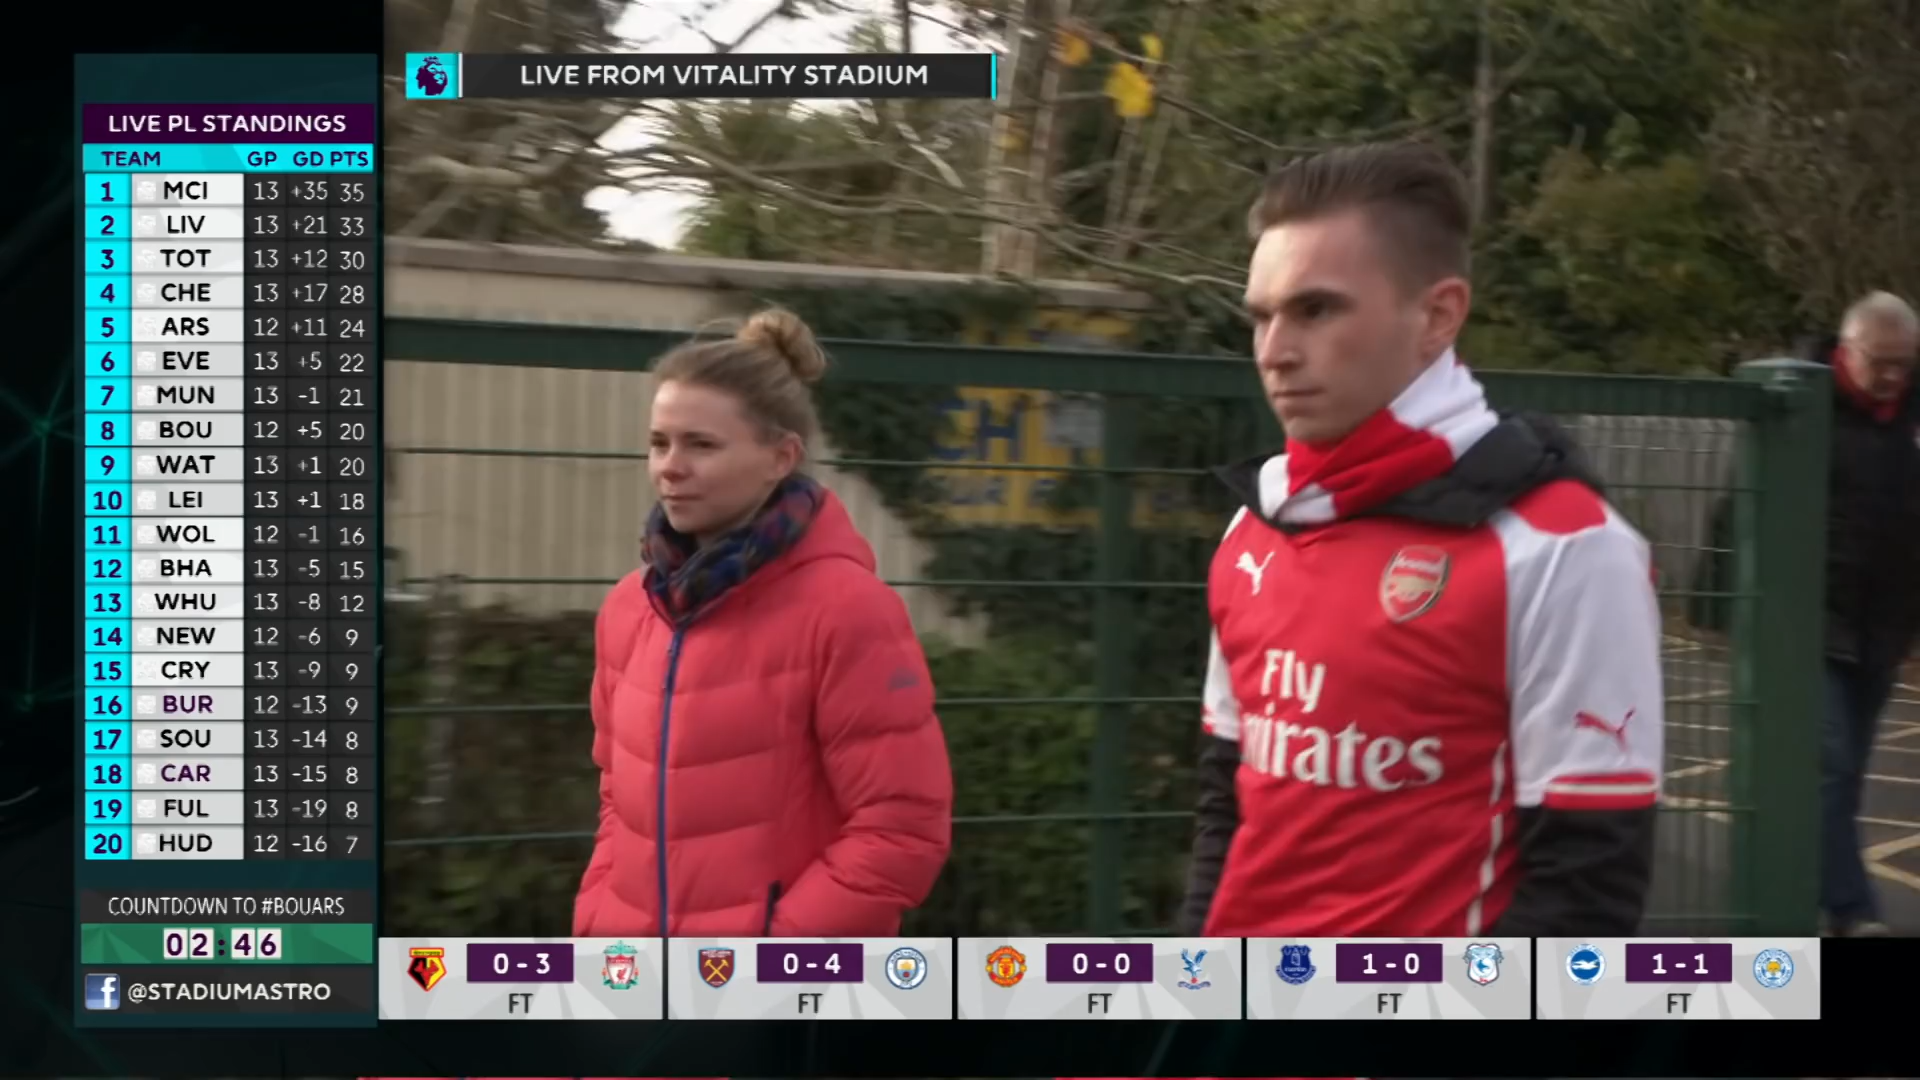 LIVE FROM VITALITY STADIUM
LIVE PL STANDINGS
TEAM GP GD PTS
1 MCI 13 +35 35
2 LIV 13 +21 33
3 TOT 13 +12 30
4 CHE 13 +17 28
5 ARS 12 +11 24
6 EVE 13 +5 22
7 MUN 13 -1 21
8 BOU 12 +5 20
9 WAT 13 +1 20
10 LEI 13 +1 18
11 WOL 12 -1 16
12 BHA 13 -5 15
13 WHU 13 -8 12
14 NEW 12 -6 9
15 CRY 13 -9 9
16 BUR 12 -13 9
17 SOU 13 -14 8
18 CAR 13 -15 8
19 FUL 13 -19 8
20 HUD 12 -16 7
COUNTDOWN TO #BOUARS
02:46
f @STADIUMASTRO
Arsenal
Fly
Emirates
0 - 3
FT
0 - 4
FT
0 - 0
FT
1 - 0
FT
1 - 1
FT